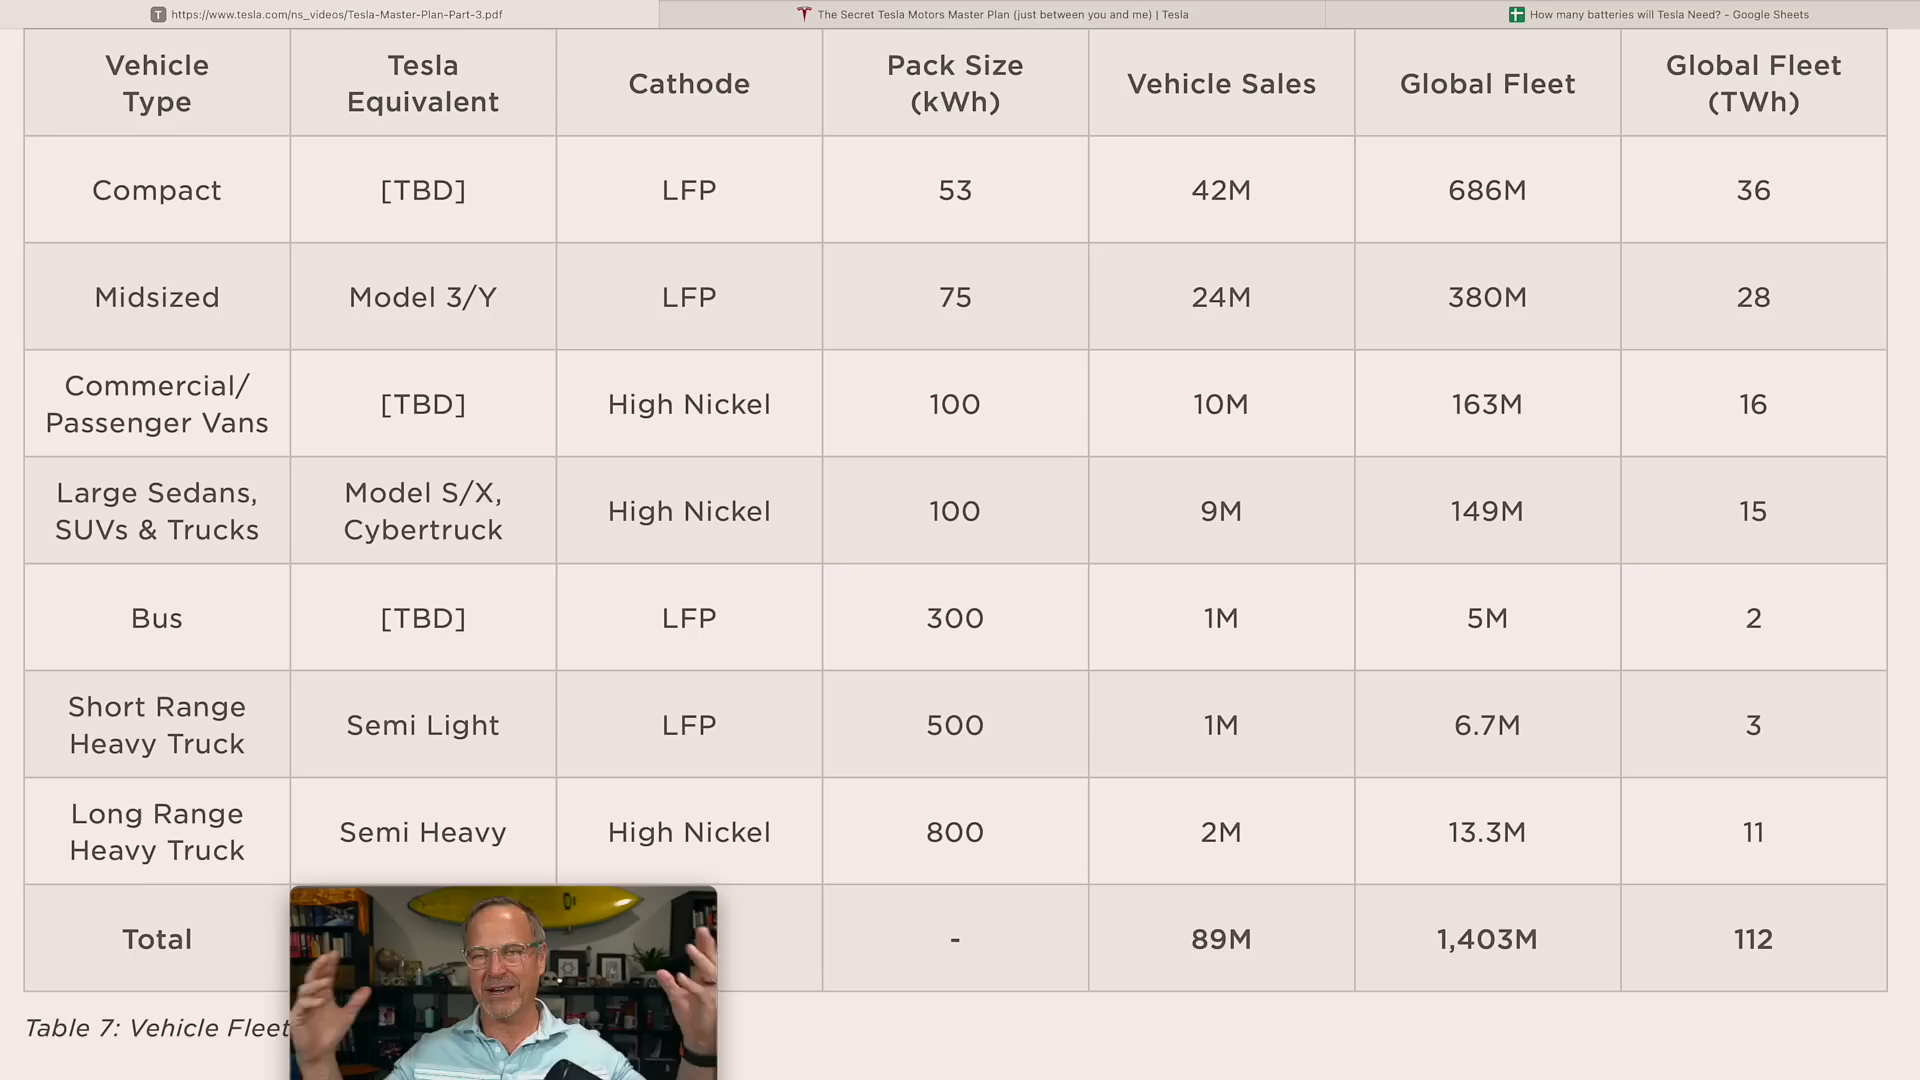 https://www.tesla.com/ns_videos/Tesla-Master-Plan-Part-3.pdf
The Secret Tesla Motors Master Plan (just between you and me) | Tesla
How many batteries will Tesla Need? - Google Sheets
Vehicle
Type
Tesla
Equivalent
Cathode
Pack Size
(kWh)
Vehicle Sales
Global Fleet
Global Fleet
(TWh)
Compact
[TBD]
LFP
53
42M
686M
36
Midsized
Model 3/Y
LFP
75
24M
380M
28
Commercial/
Passenger Vans
[TBD]
High Nickel
100
10M
163M
16
Large Sedans,
SUVs & Trucks
Model S/X,
Cybertruck
High Nickel
100
9M
149M
15
Bus
[TBD]
LFP
300
1M
5M
2
Short Range
Heavy Truck
Semi Light
LFP
500
1M
6.7M
3
Long Range
Heavy Truck
Semi Heavy
High Nickel
800
2M
13.3M
11
Total
-
89M
1,403M
112
Table 7: Vehicle Fleet